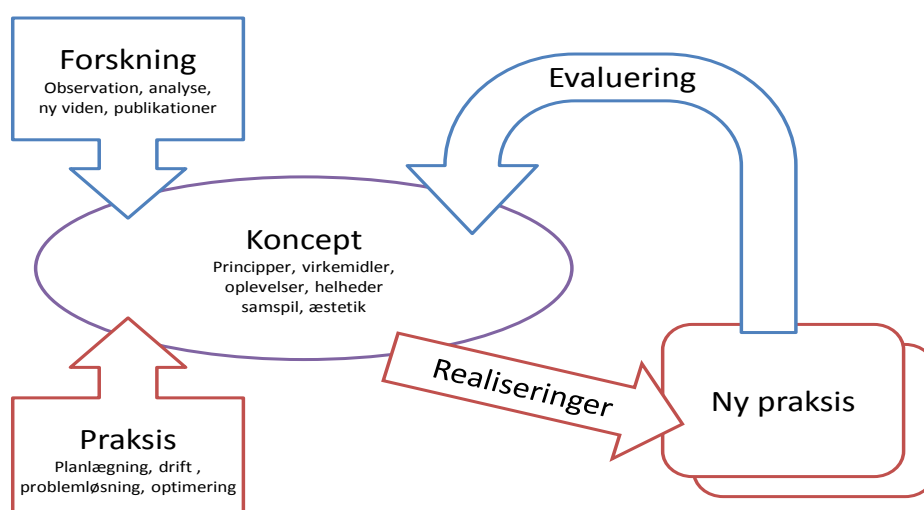 Forskning
Observation, analyse,
ny viden, publikationer
Evaluering
Koncept
Principper, virkemidler,
oplevelser, helheder
samspil, æstetik
Realiseringer
Ny praksis
Praksis
Planlægning, drift ,
problemløsning, optimering